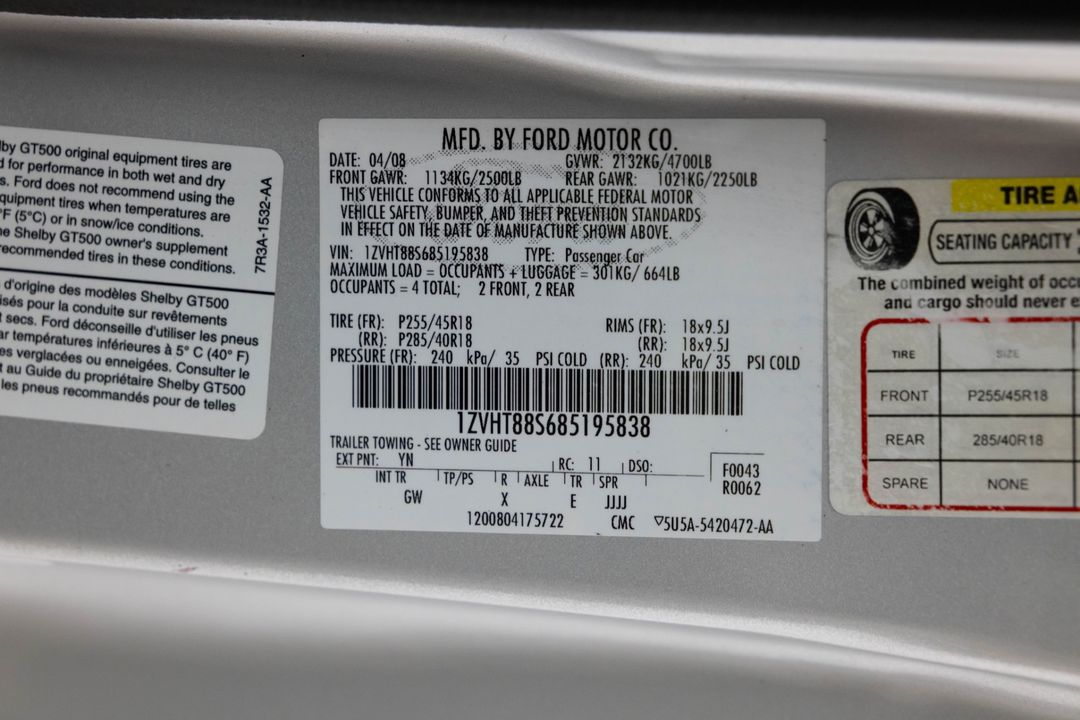 by GT500 original equipment tires are
d for performance in both wet and dry
s. Ford does not recommend using the
quipment tires when temperatures are
°F (5°C) or in snow/ice conditions.
e Shelby GT500 owner's supplement
recommended tires in these conditions.
7R3A-1532-AA
d'origine des modèles Shelby GT500
isés pour la conduite sur revêtements
t secs. Ford déconseille d'utiliser les pneus
ar températures inférieures à 5° C (40° F)
es verglacées ou enneigées. Consulter le
t au Guide du propriétaire Shelby GT500
les pneus recommandés pour de telles
MFD. BY FORD MOTOR CO.
DATE: 04/08 GVWR: 2132KG/4700LB
FRONT GAWR: 1134KG/2500LB REAR GAWR: 1021KG/2250LB
THIS VEHICLE CONFORMS TO ALL APPLICABLE FEDERAL MOTOR
VEHICLE SAFETY, BUMPER, AND THEFT PREVENTION STANDARDS
IN EFFECT ON THE DATE OF MANUFACTURE SHOWN ABOVE.
VIN: 1ZVHT88S685195838 TYPE: Passenger Car
MAXIMUM LOAD = OCCUPANTS + LUGGAGE = 301KG/ 664LB
OCCUPANTS = 4 TOTAL; 2 FRONT, 2 REAR
TIRE (FR): P255/45R18 RIMS (FR): 18x9.5J
(RR): P285/40R18 (RR): 18x9.5J
PRESSURE (FR): 240 kPa/ 35 PSI COLD (RR): 240 kPa/ 35 PSI COLD
1ZVHT88S685195838
TRAILER TOWING - SEE OWNER GUIDE
EXT PNT: YN RC: 11 DSO:
INT TR TP/PS R AXLE TR SPR
GW X E JJJJ
F0043
R0062
1200804175722 CMC ▽5U5A-5420472-AA
TIRE A
SEATING CAPACITY
The combined weight of occu
and cargo should never e
TIRE SIZE
FRONT P255/45R18
REAR 285/40R18
SPARE NONE